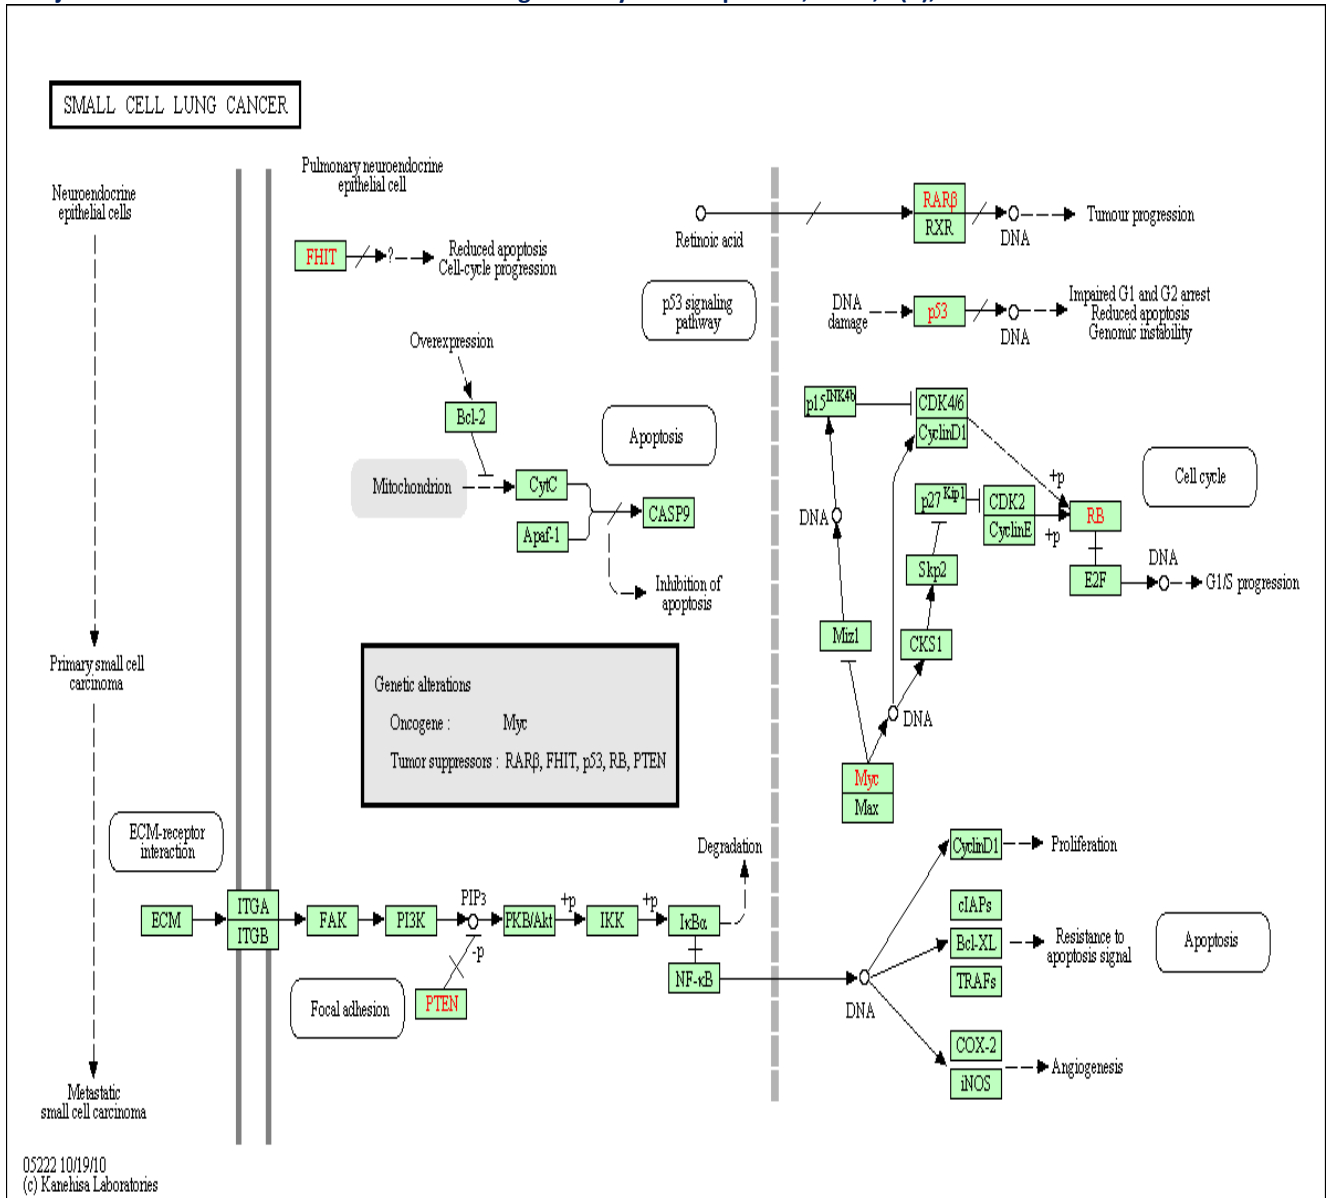 SMALL CELL LUNG CANCER
Neuroendocrine
epithelial cells
Primary small cell
carcinoma
Metastatic
small cell carcinoma
Pulmonary neuroendocrine
epithelial cell
FHIT
?
Reduced apoptosis
Cell-cycle progression
Retinoic acid
RARβ
RXR
DNA
Tumour progression
p53 signaling
pathway
DNA
damage
p53
DNA
Impaired G1 and G2 arrest
Reduced apoptosis
Genomic instability
Overexpression
Bcl-2
Mitochondrion
CytC
Apaf-1
CASP9
Apoptosis
Inhibition of
apoptosis
p15INK4b
CDK4/6
CyclinD1
DNA
p27Kip1
CDK2
CyclinE
+p
+p
RB
Cell cycle
Skp2
E2F
DNA
G1/S progression
Miz1
CKS1
DNA
Myc
Max
Genetic alterations
Oncogene : Myc
Tumor suppressors : RARβ, FHIT, p53, RB, PTEN
ECM-receptor
interaction
ECM
ITGA
ITGB
FAK
PI3K
PIP3
-p
PKB/Akt
+p
IKK
+p
IκBα
Degradation
NF-κB
Focal adhesion
PTEN
DNA
CyclinD1
Proliferation
cIAPs
Bcl-XL
TRAFs
Resistance to
apoptosis signal
Apoptosis
COX-2
iNOS
Angiogenesis
05222 10/19/10
(c) Kanehisa Laboratories